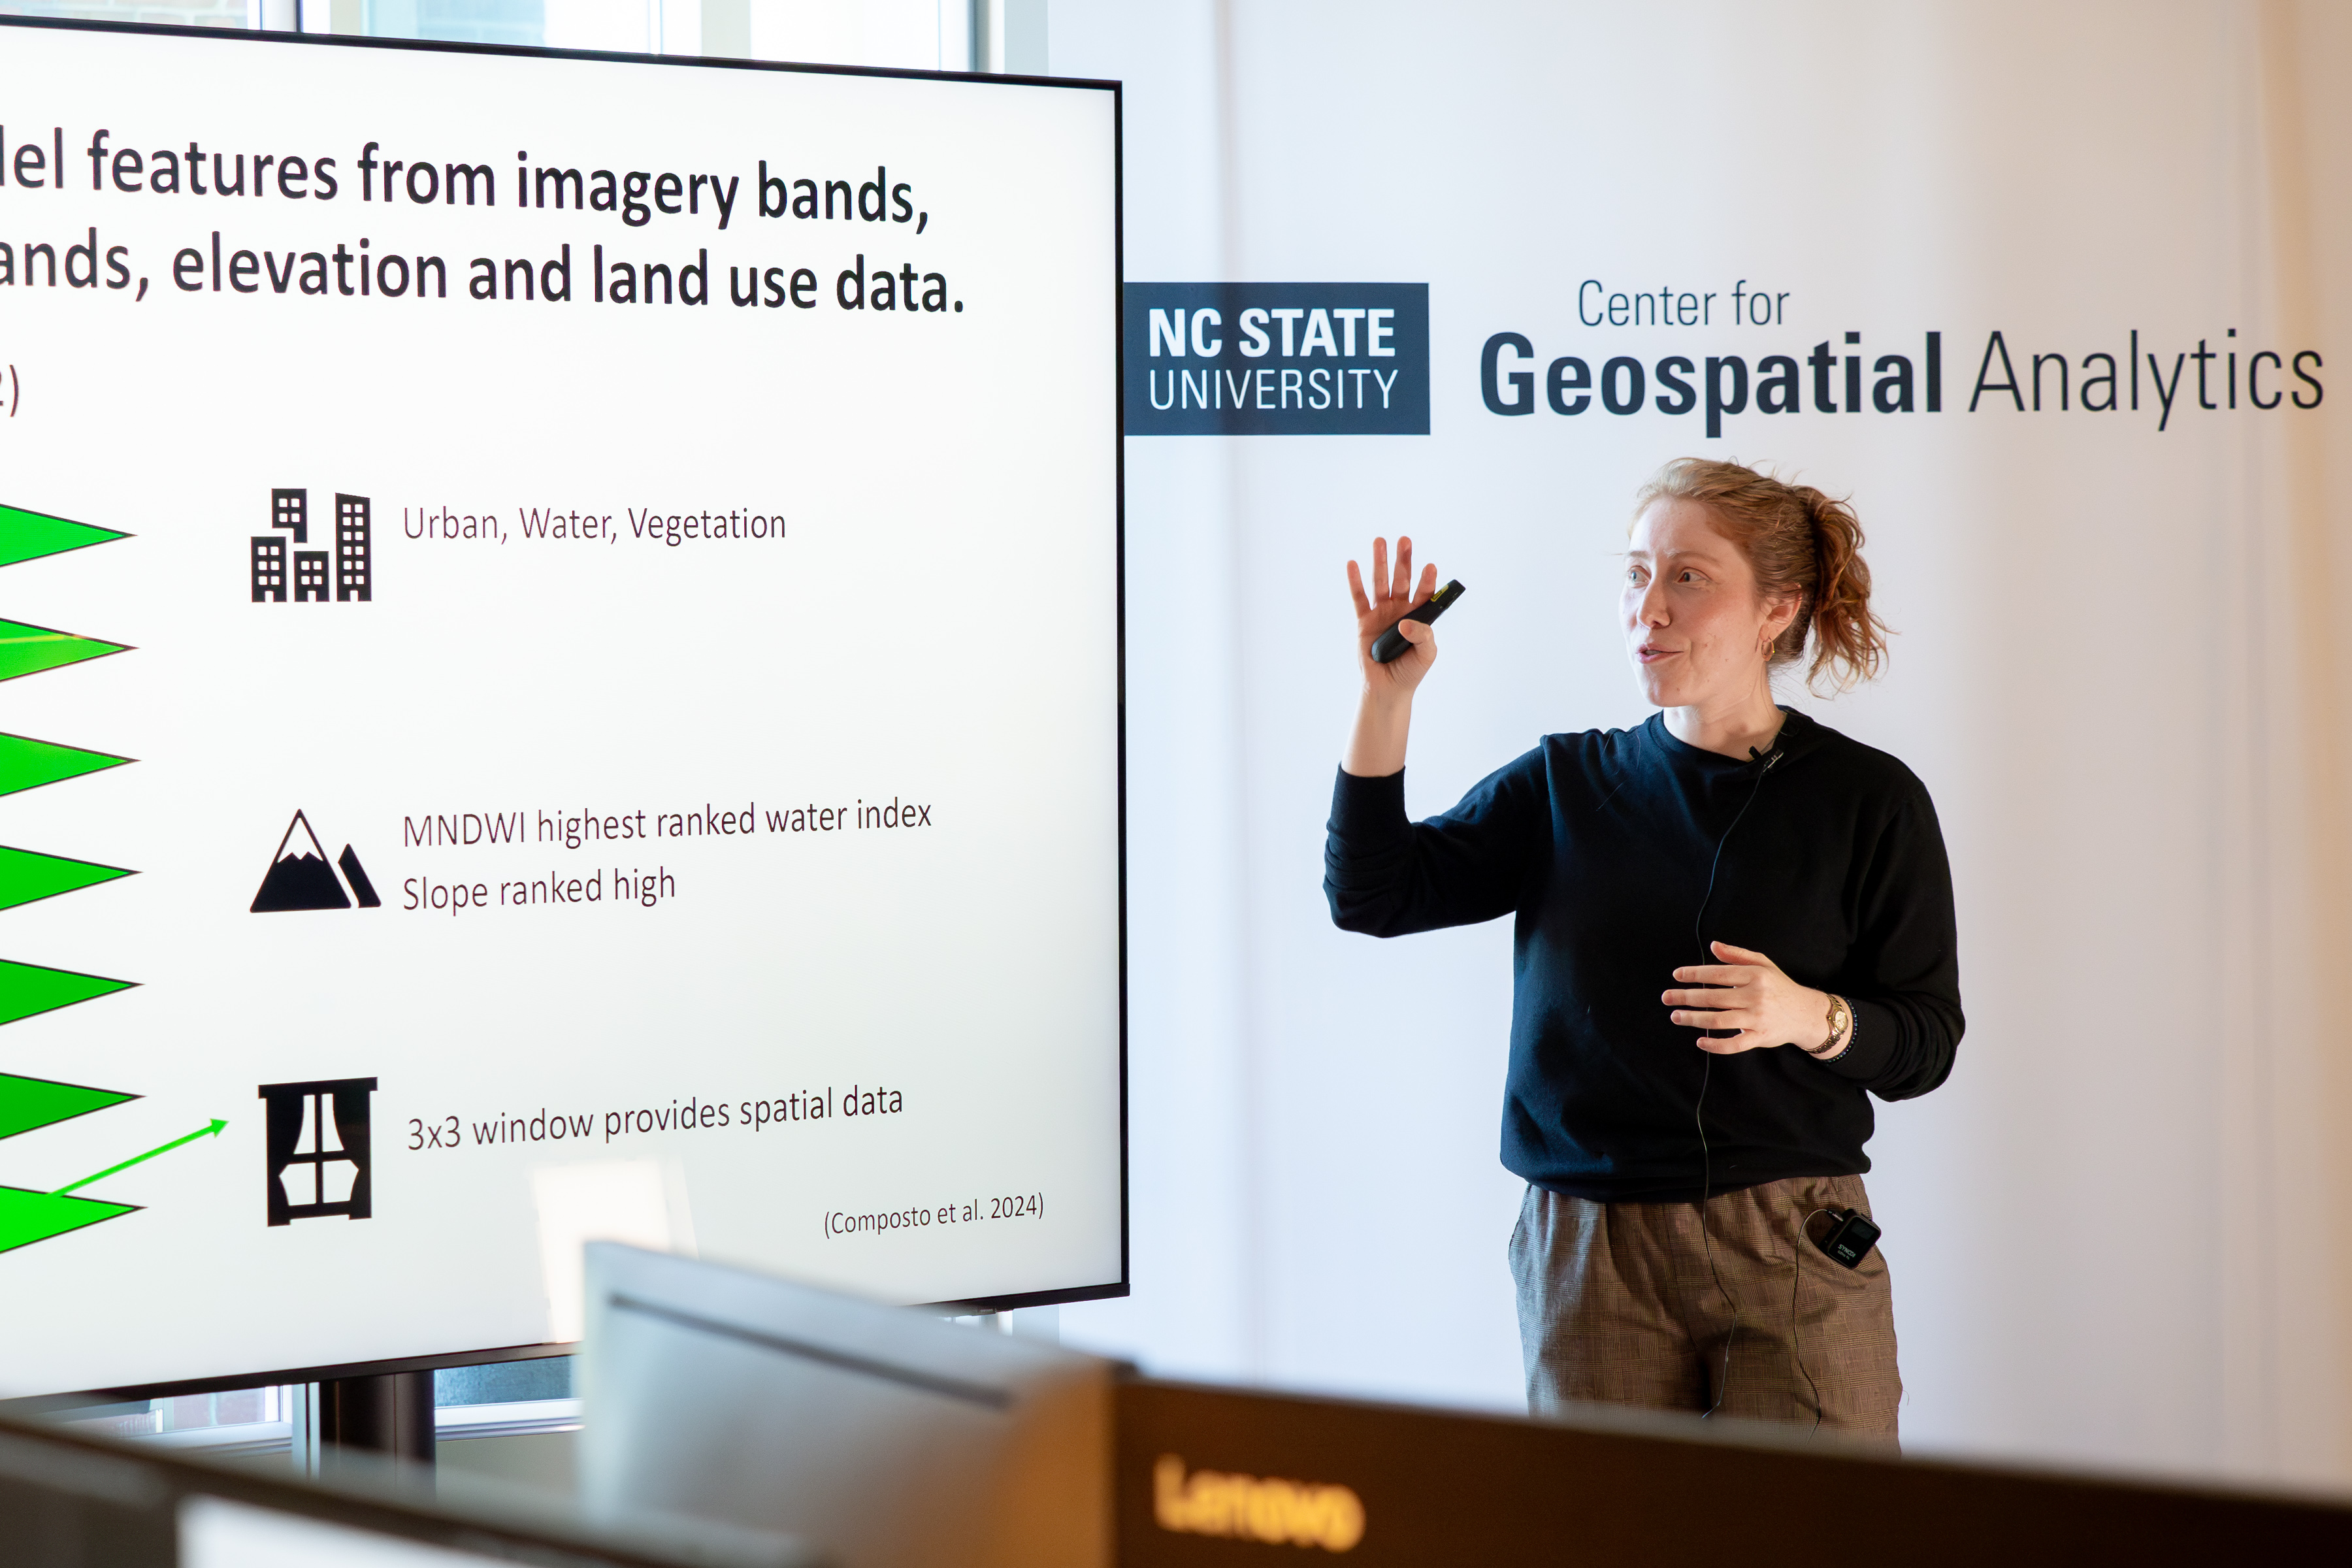 del features from imagery bands,
ands, elevation and land use data.
2)
Urban, Water, Vegetation
MNDWI highest ranked water index
Slope ranked high
3x3 window provides spatial data
(Composto et al. 2024)
NC STATE
UNIVERSITY
Center for
Geospatial Analytics
SYNCO
Lenovo